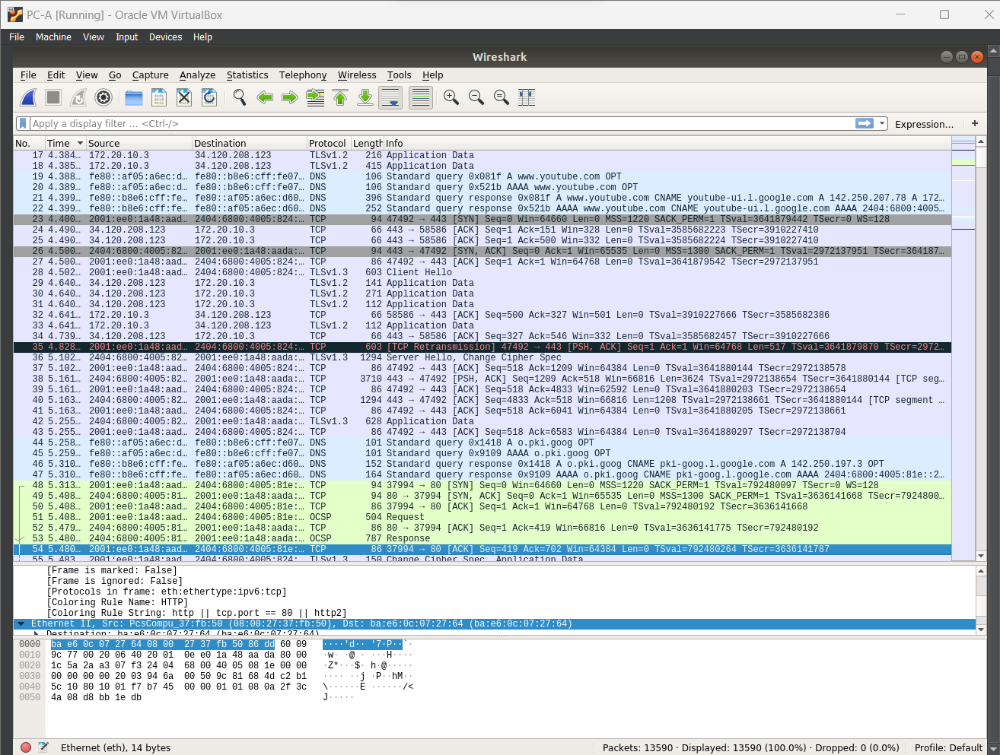 PC-A [Running] - Oracle VM VirtualBox
File Machine View Input Devices Help
Wireshark
File Edit View Go Capture Analyze Statistics Telephony Wireless Tools Help
Apply a display filter ... <Ctrl-/> Expression... +
No. Time Source Destination Protocol Length Info
17 4.384… 172.20.10.3 34.120.208.123 TLSv1.2 216 Application Data
18 4.385… 172.20.10.3 34.120.208.123 TLSv1.2 415 Application Data
19 4.388… fe80::af05:a6ec:d… fe80::b8e6:cff:fe07… DNS 106 Standard query 0x081f A www.youtube.com OPT
20 4.389… fe80::af05:a6ec:d… fe80::b8e6:cff:fe07… DNS 106 Standard query 0x521b AAAA www.youtube.com OPT
21 4.399… fe80::b8e6:cff:fe… fe80::af05:a6ec:d60… DNS 396 Standard query response 0x081f A www.youtube.com CNAME youtube-ui.l.google.com A 142.250.207.78 A 172…
22 4.399… fe80::b8e6:cff:fe… fe80::af05:a6ec:d60… DNS 252 Standard query response 0x521b AAAA www.youtube.com CNAME youtube-ui.l.google.com AAAA 2404:6800:4005…
23 4.400… 2001:ee0:1a48:aad… 2404:6800:4005:824:… TCP 94 47492 → 443 [SYN] Seq=0 Win=64660 Len=0 MSS=1220 SACK_PERM=1 TSval=3641879442 TSecr=0 WS=128
24 4.490… 34.120.208.123 172.20.10.3 TCP 66 443 → 58586 [ACK] Seq=1 Ack=151 Win=328 Len=0 TSval=3585682223 TSecr=3910227410
25 4.490… 34.120.208.123 172.20.10.3 TCP 66 443 → 58586 [ACK] Seq=1 Ack=500 Win=332 Len=0 TSval=3585682224 TSecr=3910227410
26 4.500… 2404:6800:4005:82… 2001:ee0:1a48:aada:… TCP 94 443 → 47492 [SYN, ACK] Seq=0 Ack=1 Win=65535 Len=0 MSS=1300 SACK_PERM=1 TSval=2972137951 TSecr=364187…
27 4.500… 2001:ee0:1a48:aad… 2404:6800:4005:824:… TCP 86 47492 → 443 [ACK] Seq=1 Ack=1 Win=64768 Len=0 TSval=3641879542 TSecr=2972137951
28 4.502… 2001:ee0:1a48:aad… 2404:6800:4005:824:… TLSv1.3 603 Client Hello
29 4.640… 34.120.208.123 172.20.10.3 TLSv1.2 141 Application Data
30 4.640… 34.120.208.123 172.20.10.3 TLSv1.2 271 Application Data
31 4.640… 34.120.208.123 172.20.10.3 TLSv1.2 112 Application Data
32 4.641… 172.20.10.3 34.120.208.123 TCP 66 58586 → 443 [ACK] Seq=500 Ack=327 Win=501 Len=0 TSval=3910227666 TSecr=3585682386
33 4.641… 172.20.10.3 34.120.208.123 TLSv1.2 112 Application Data
34 4.739… 34.120.208.123 172.20.10.3 TCP 66 443 → 58586 [ACK] Seq=327 Ack=546 Win=332 Len=0 TSval=3585682457 TSecr=3910227666
35 4.828… 2001:ee0:1a48:aad… 2404:6800:4005:824:… TCP 603 [TCP Retransmission] 47492 → 443 [PSH, ACK] Seq=1 Ack=1 Win=64768 Len=517 TSval=3641879870 TSecr=2972…
36 5.102… 2404:6800:4005:82… 2001:ee0:1a48:aada:… TLSv1.3 1294 Server Hello, Change Cipher Spec
37 5.102… 2001:ee0:1a48:aad… 2404:6800:4005:824:… TCP 86 47492 → 443 [ACK] Seq=518 Ack=1209 Win=64384 Len=0 TSval=3641880144 TSecr=2972138578
38 5.161… 2404:6800:4005:82… 2001:ee0:1a48:aada:… TCP 3710 443 → 47492 [PSH, ACK] Seq=1209 Ack=518 Win=66816 Len=3624 TSval=2972138654 TSecr=3641880144 [TCP seg…
39 5.161… 2001:ee0:1a48:aad… 2404:6800:4005:824:… TCP 86 47492 → 443 [ACK] Seq=518 Ack=4833 Win=62592 Len=0 TSval=3641880203 TSecr=2972138654
40 5.163… 2404:6800:4005:82… 2001:ee0:1a48:aada:… TCP 1294 443 → 47492 [ACK] Seq=4833 Ack=518 Win=66816 Len=1208 TSval=2972138661 TSecr=3641880144 [TCP segment …
41 5.163… 2001:ee0:1a48:aad… 2404:6800:4005:824:… TCP 86 47492 → 443 [ACK] Seq=518 Ack=6041 Win=64384 Len=0 TSval=3641880205 TSecr=2972138661
42 5.255… 2404:6800:4005:82… 2001:ee0:1a48:aada:… TLSv1.3 628 Application Data
43 5.255… 2001:ee0:1a48:aad… 2404:6800:4005:824:… TCP 86 47492 → 443 [ACK] Seq=518 Ack=6583 Win=64384 Len=0 TSval=3641880297 TSecr=2972138704
44 5.258… fe80::af05:a6ec:d… fe80::b8e6:cff:fe07… DNS 101 Standard query 0x1418 A o.pki.goog OPT
45 5.259… fe80::af05:a6ec:d… fe80::b8e6:cff:fe07… DNS 101 Standard query 0x9109 AAAA o.pki.goog OPT
46 5.310… fe80::b8e6:cff:fe… fe80::af05:a6ec:d60… DNS 152 Standard query response 0x1418 A o.pki.goog CNAME pki-goog.l.google.com A 142.250.197.3 OPT
47 5.310… fe80::b8e6:cff:fe… fe80::af05:a6ec:d60… DNS 164 Standard query response 0x9109 AAAA o.pki.goog CNAME pki-goog.l.google.com AAAA 2404:6800:4005:81e::2…
48 5.313… 2001:ee0:1a48:aad… 2404:6800:4005:81e:… TCP 94 37994 → 80 [SYN] Seq=0 Win=64660 Len=0 MSS=1220 SACK_PERM=1 TSval=792480097 TSecr=0 WS=128
49 5.408… 2404:6800:4005:81… 2001:ee0:1a48:aada:… TCP 94 80 → 37994 [SYN, ACK] Seq=0 Ack=1 Win=65535 Len=0 MSS=1300 SACK_PERM=1 TSval=3636141668 TSecr=7924800…
50 5.408… 2001:ee0:1a48:aad… 2404:6800:4005:81e:… TCP 86 37994 → 80 [ACK] Seq=1 Ack=1 Win=64768 Len=0 TSval=792480192 TSecr=3636141668
51 5.408… 2001:ee0:1a48:aad… 2404:6800:4005:81e:… OCSP 504 Request
52 5.479… 2404:6800:4005:81… 2001:ee0:1a48:aada:… TCP 86 80 → 37994 [ACK] Seq=1 Ack=419 Win=66816 Len=0 TSval=3636141775 TSecr=792480192
53 5.480… 2404:6800:4005:81… 2001:ee0:1a48:aada:… OCSP 787 Response
54 5.480… 2001:ee0:1a48:aad… 2404:6800:4005:81e:… TCP 86 37994 → 80 [ACK] Seq=419 Ack=702 Win=64384 Len=0 TSval=792480264 TSecr=3636141787
55 5.483… 2001:ee0:1a48:aad… 2404:6800:4005:824:… TLSv1.3 150 Change Cipher Spec, Application Data
[Frame is marked: False]
[Frame is ignored: False]
[Protocols in frame: eth:ethertype:ipv6:tcp]
[Coloring Rule Name: HTTP]
[Coloring Rule String: http || tcp.port == 80 || http2]
Ethernet II, Src: PcsCompu_37:fb:50 (08:00:27:37:fb:50), Dst: ba:e6:0c:07:27:64 (ba:e6:0c:07:27:64)
Destination: ba:e6:0c:07:27:64 (ba:e6:0c:07:27:64)
0000 ba e6 0c 07 27 64 08 00 27 37 fb 50 86 dd 60 09 ····'d·· '7·P··`·
0010 9c 77 00 20 06 40 20 01 0e e0 1a 48 aa da 80 00 ·w· ·@ · ···H····
0020 1c 5a 2a a3 07 f3 24 04 68 00 40 05 08 1e 00 00 ·Z*···$· h·@·····
0030 00 00 00 00 20 03 94 6a 00 50 9c 81 68 4d c2 b1 ···· ··j ·P··hM··
0040 5c 10 80 10 01 f7 b7 45 00 00 01 01 08 0a 2f 3c \······E ······/<
0050 4a 08 d8 bb 1e db J·····
Ethernet (eth), 14 bytes Packets: 13590 · Displayed: 13590 (100.0%) · Dropped: 0 (0.0%) Profile: Default